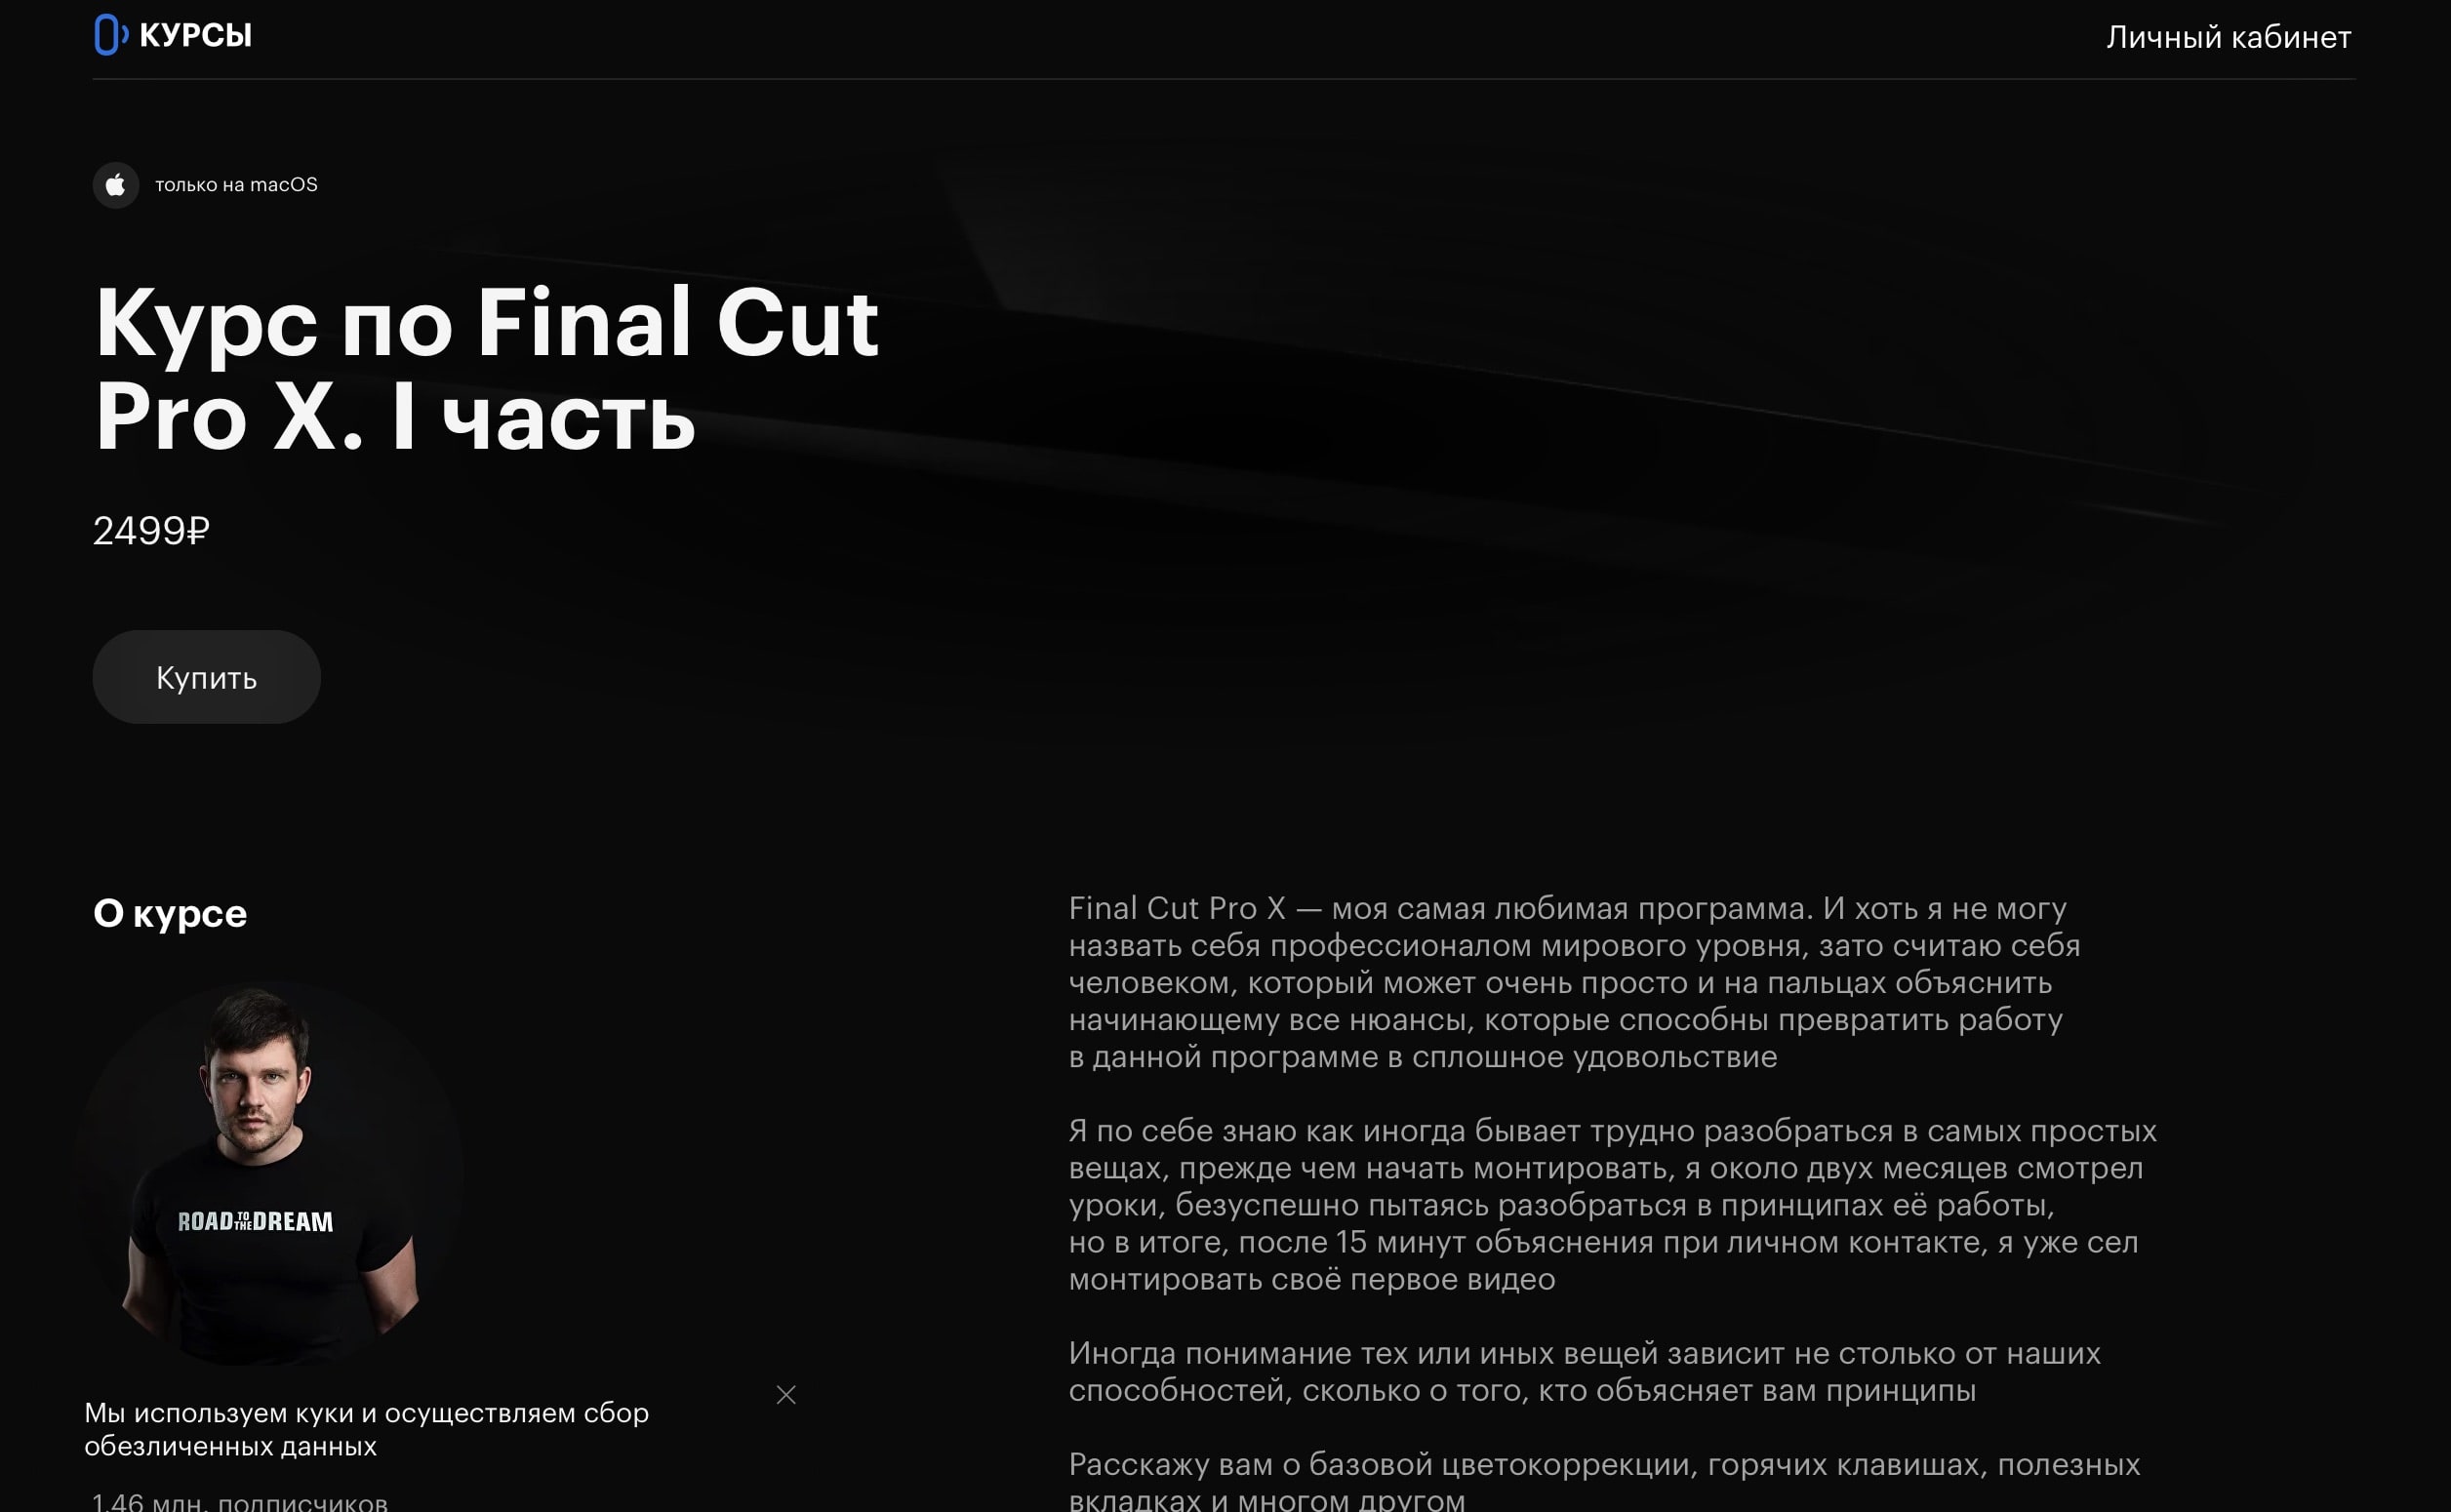 КУРСЫ
Личный кабинет
только на macOS
Курс по Final Cut
Pro X. I часть
2499₽
Купить
О курсе
ROAD TO THE DREAM
Мы используем куки и осуществляем сбор
обезличенных данных
1.46 млн. подписчиков
Final Cut Pro X — моя самая любимая программа. И хоть я не могу
назвать себя профессионалом мирового уровня, зато считаю себя
человеком, который может очень просто и на пальцах объяснить
начинающему все нюансы, которые способны превратить работу
в данной программе в сплошное удовольствие
Я по себе знаю как иногда бывает трудно разобраться в самых простых
вещах, прежде чем начать монтировать, я около двух месяцев смотрел
уроки, безуспешно пытаясь разобраться в принципах её работы,
но в итоге, после 15 минут объяснения при личном контакте, я уже сел
монтировать своё первое видео
Иногда понимание тех или иных вещей зависит не столько от наших
способностей, сколько о того, кто объясняет вам принципы
Расскажу вам о базовой цветокоррекции, горячих клавишах, полезных
вкладках и многом другом